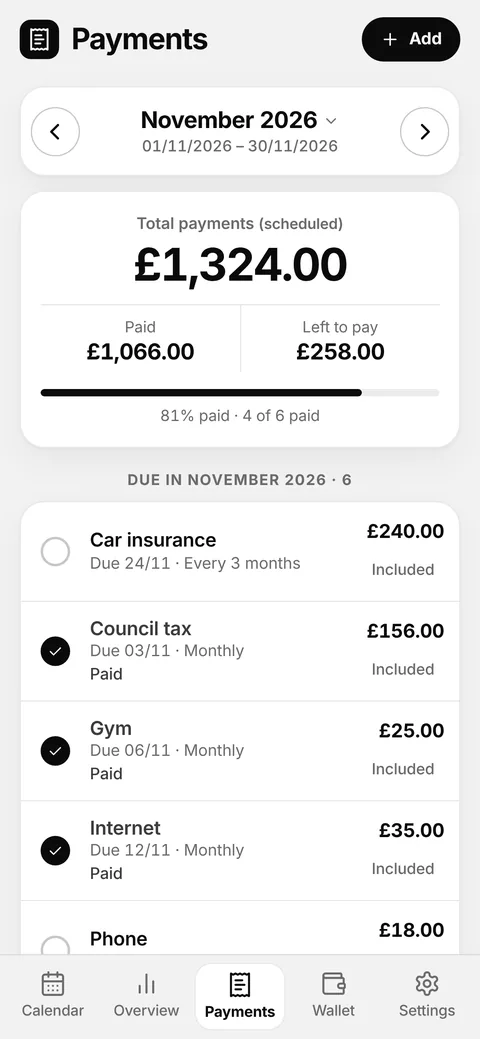 Payments
Add
November 2026
01/11/2026 – 30/11/2026
Total payments (scheduled)
£1,324.00
Paid
£1,066.00
Left to pay
£258.00
81% paid · 4 of 6 paid
DUE IN NOVEMBER 2026 · 6
Car insurance
£240.00
Due 24/11 · Every 3 months
Included
Council tax
£156.00
Due 03/11 · Monthly
Included
Paid
Gym
£25.00
Due 06/11 · Monthly
Included
Paid
Internet
£35.00
Due 12/11 · Monthly
Included
Paid
Phone
£18.00
Calendar
Overview
Payments
Wallet
Settings